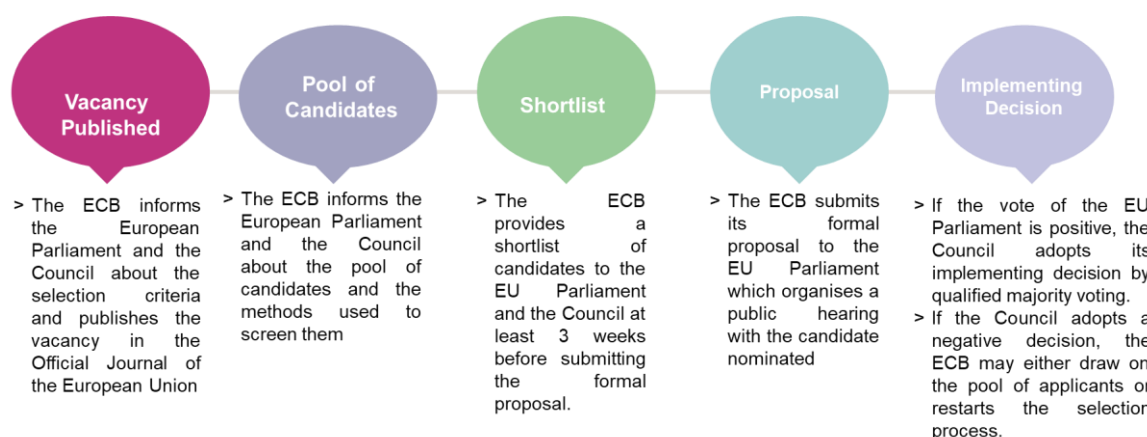 Vacancy
Published
Pool of
Candidates
Shortlist
Proposal
Implementing
Decision
> The ECB informs
the European
Parliament and the
Council about the
selection criteria
and publishes the
vacancy in the
Official Journal of
the European Union
> The ECB informs the
European Parliament
and the Council
about the pool of
candidates and the
methods used to
screen them
> The ECB
provides a
shortlist of
candidates to the
EU Parliament
and the Council at
least 3 weeks
before submitting
the formal
proposal.
> The ECB submits
its formal
proposal to the
EU Parliament
which organises a
public hearing
with the candidate
nominated
> If the vote of the EU
Parliament is positive, the
Council adopts its
implementing decision by
qualified majority voting.
> If the Council adopts a
negative decision, the
ECB may either draw on
the pool of applicants or
restarts the selection
process.